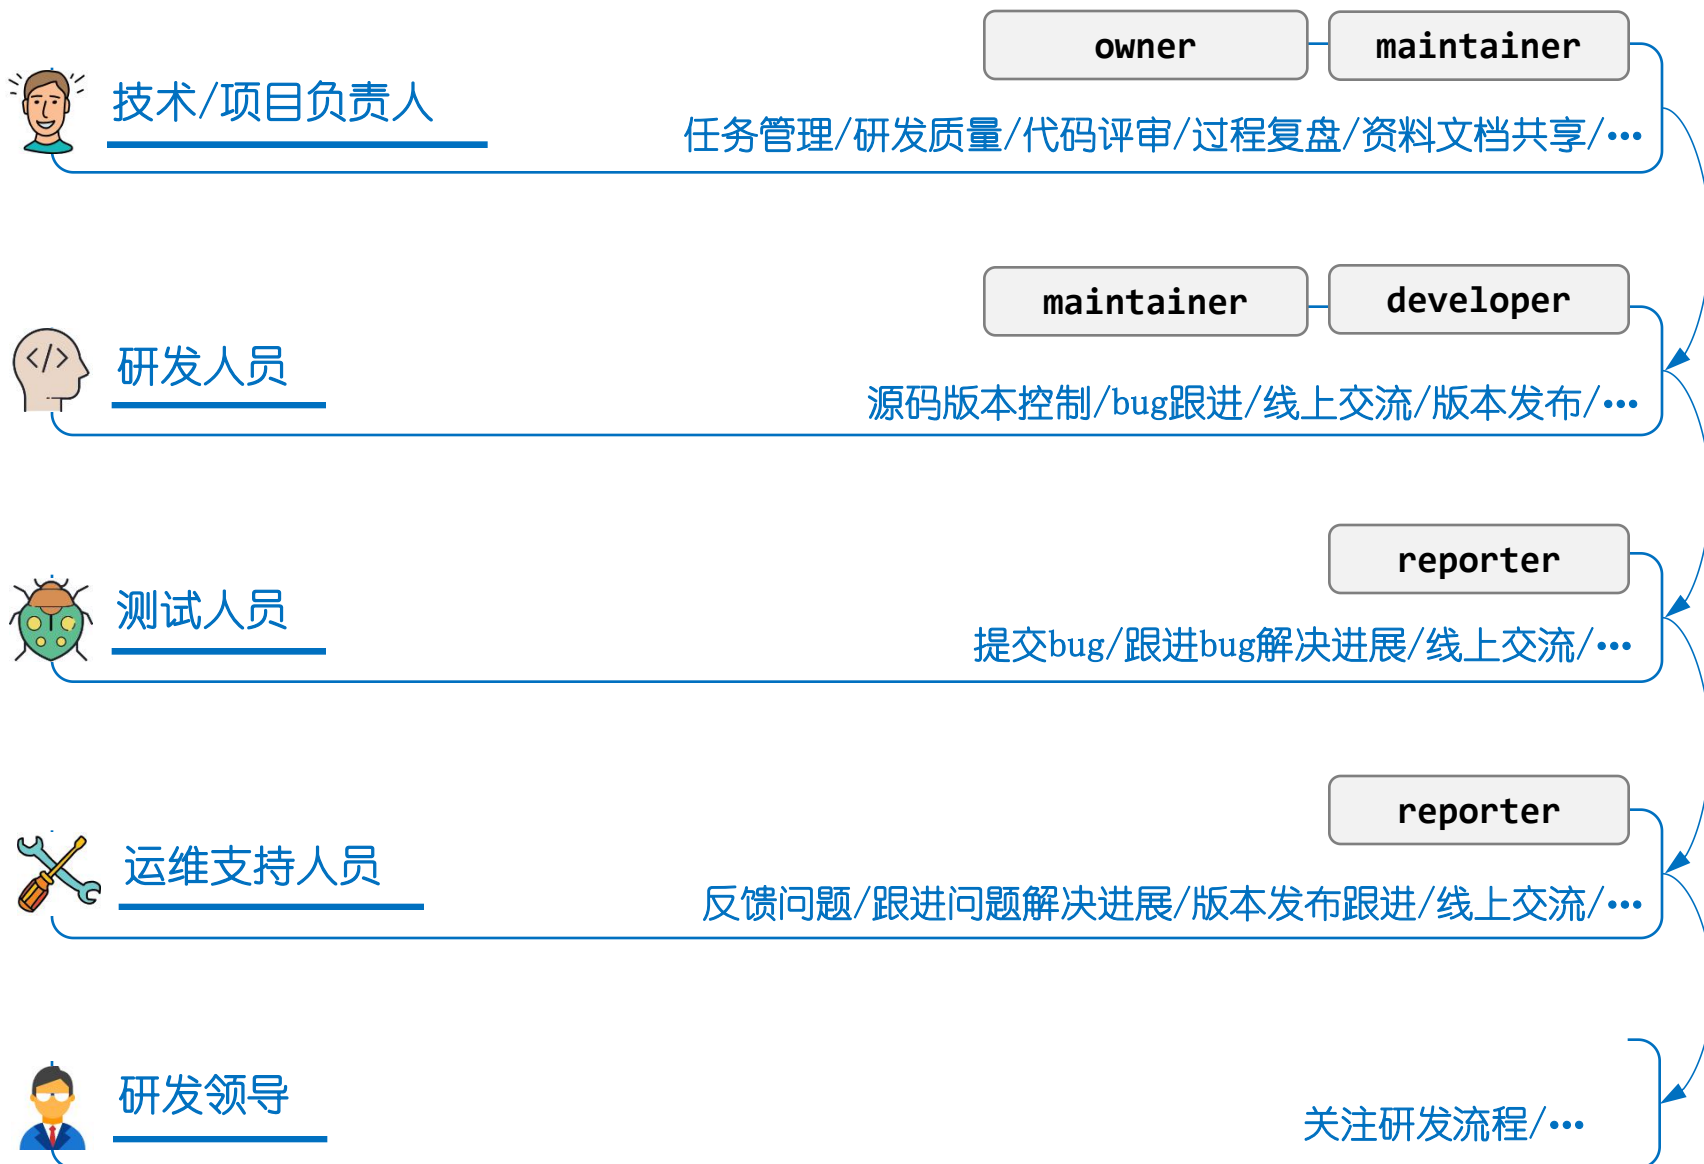 owner maintainer
技术/项目负责人
任务管理/研发质量/代码评审/过程复盘/资料文档共享/•••
maintainer developer
研发人员
源码版本控制/bug跟进/线上交流/版本发布/•••
reporter
测试人员
提交bug/跟进bug解决进展/线上交流/•••
reporter
运维支持人员
反馈问题/跟进问题解决进展/版本发布跟进/线上交流/•••
研发领导
关注研发流程/•••